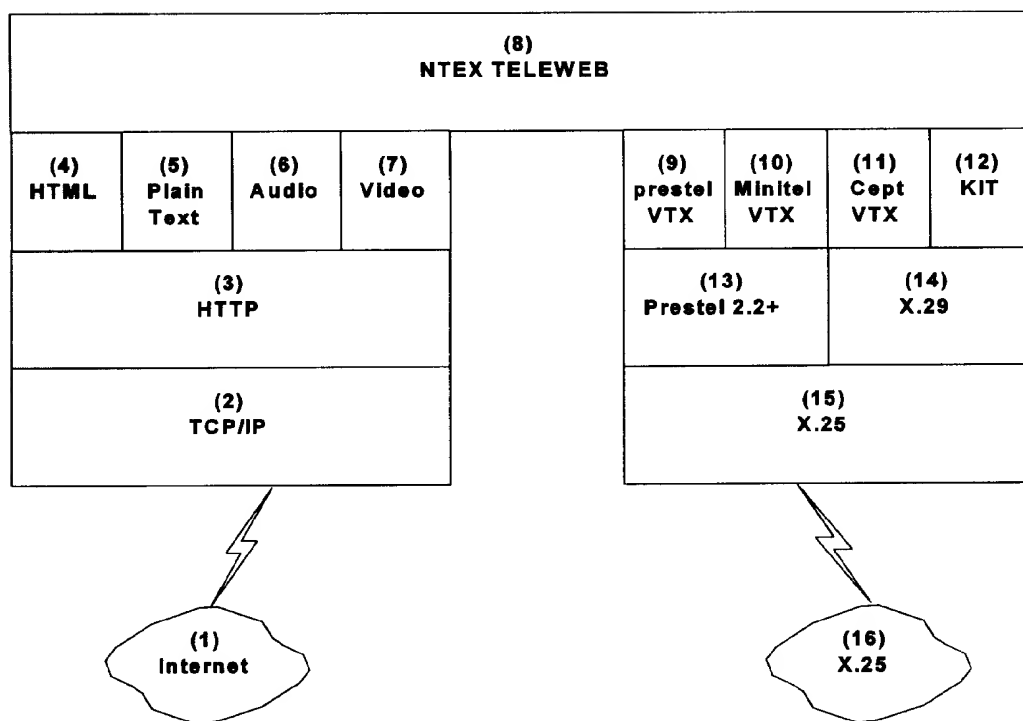 (8)
NTEX TELEWEB
(4)
HTML
(5)
Plain
Text
(6)
Audio
(7)
Video
(9)
prestel
VTX
(10)
Minitel
VTX
(11)
Cept
VTX
(12)
KIT
(3)
HTTP
(13)
Prestel 2.2+
(14)
X.29
(2)
TCP/IP
(15)
X.25
(1)
Internet
(16)
X.25